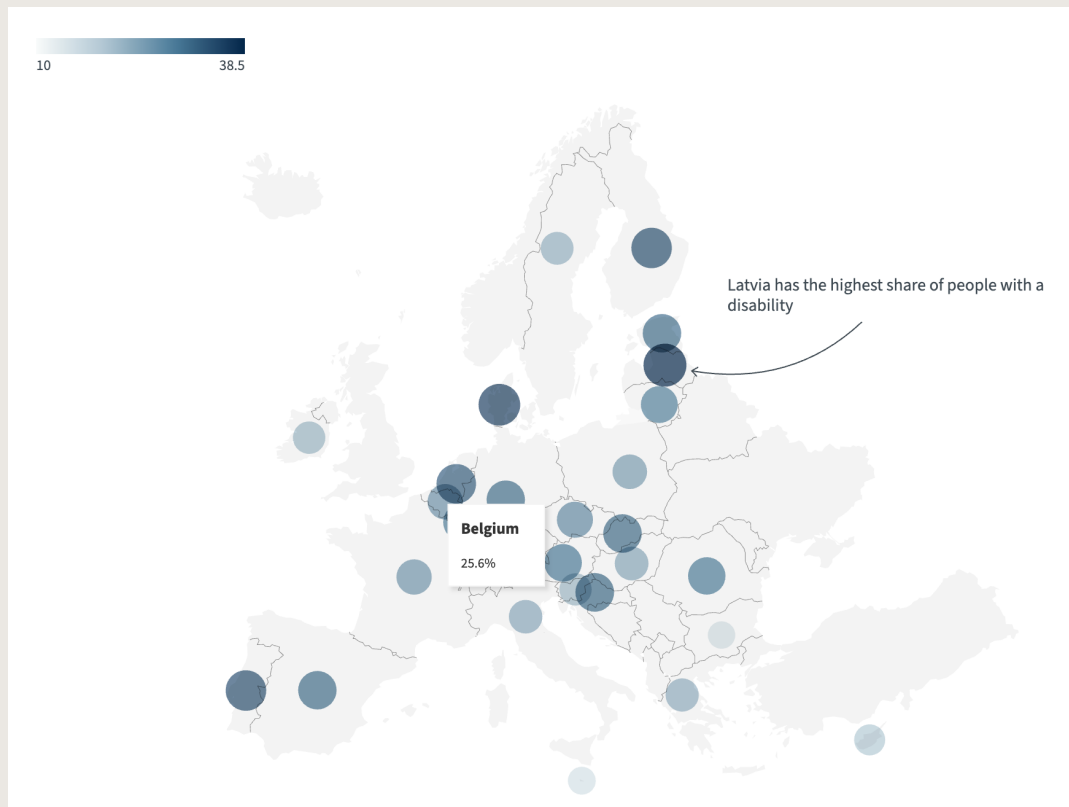 10 38.5
Latvia has the highest share of people with a
disability
Belgium
25.6%